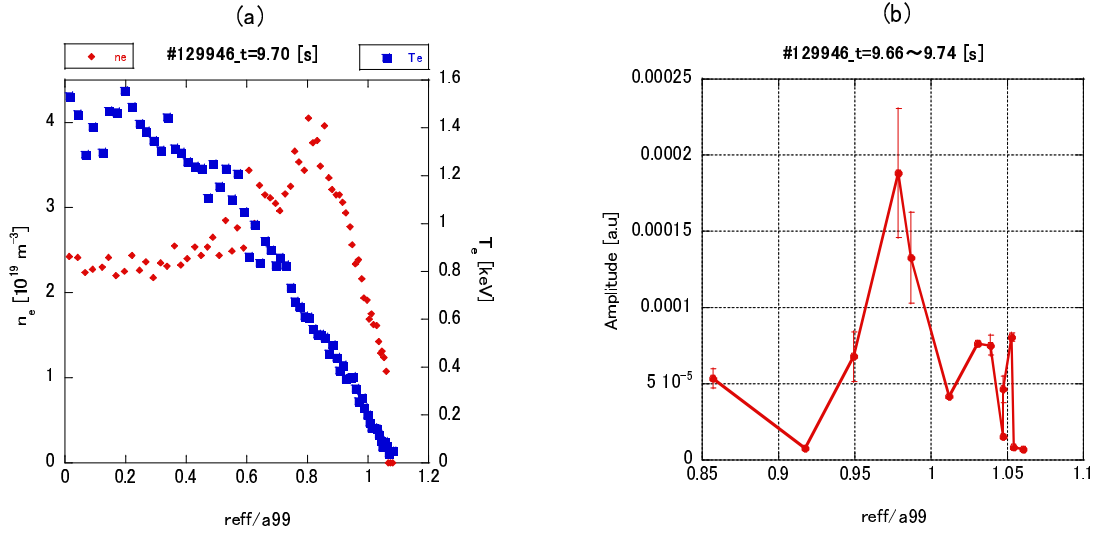 (a)
#129946_t=9.70 [s]
ne
Te
4
3
2
1
0
n_e [10^19 m^−3]
1.6
1.4
1.2
1
0.8
0.6
0.4
0.2
0
T_e [keV]
0 0.2 0.4 0.6 0.8 1 1.2
reff/a99
(b)
#129946_t=9.66～9.74 [s]
0.00025
0.0002
0.00015
0.0001
5 10^-5
0
Amplitude [a.u]
0.85 0.9 0.95 1 1.05 1.1
reff/a99